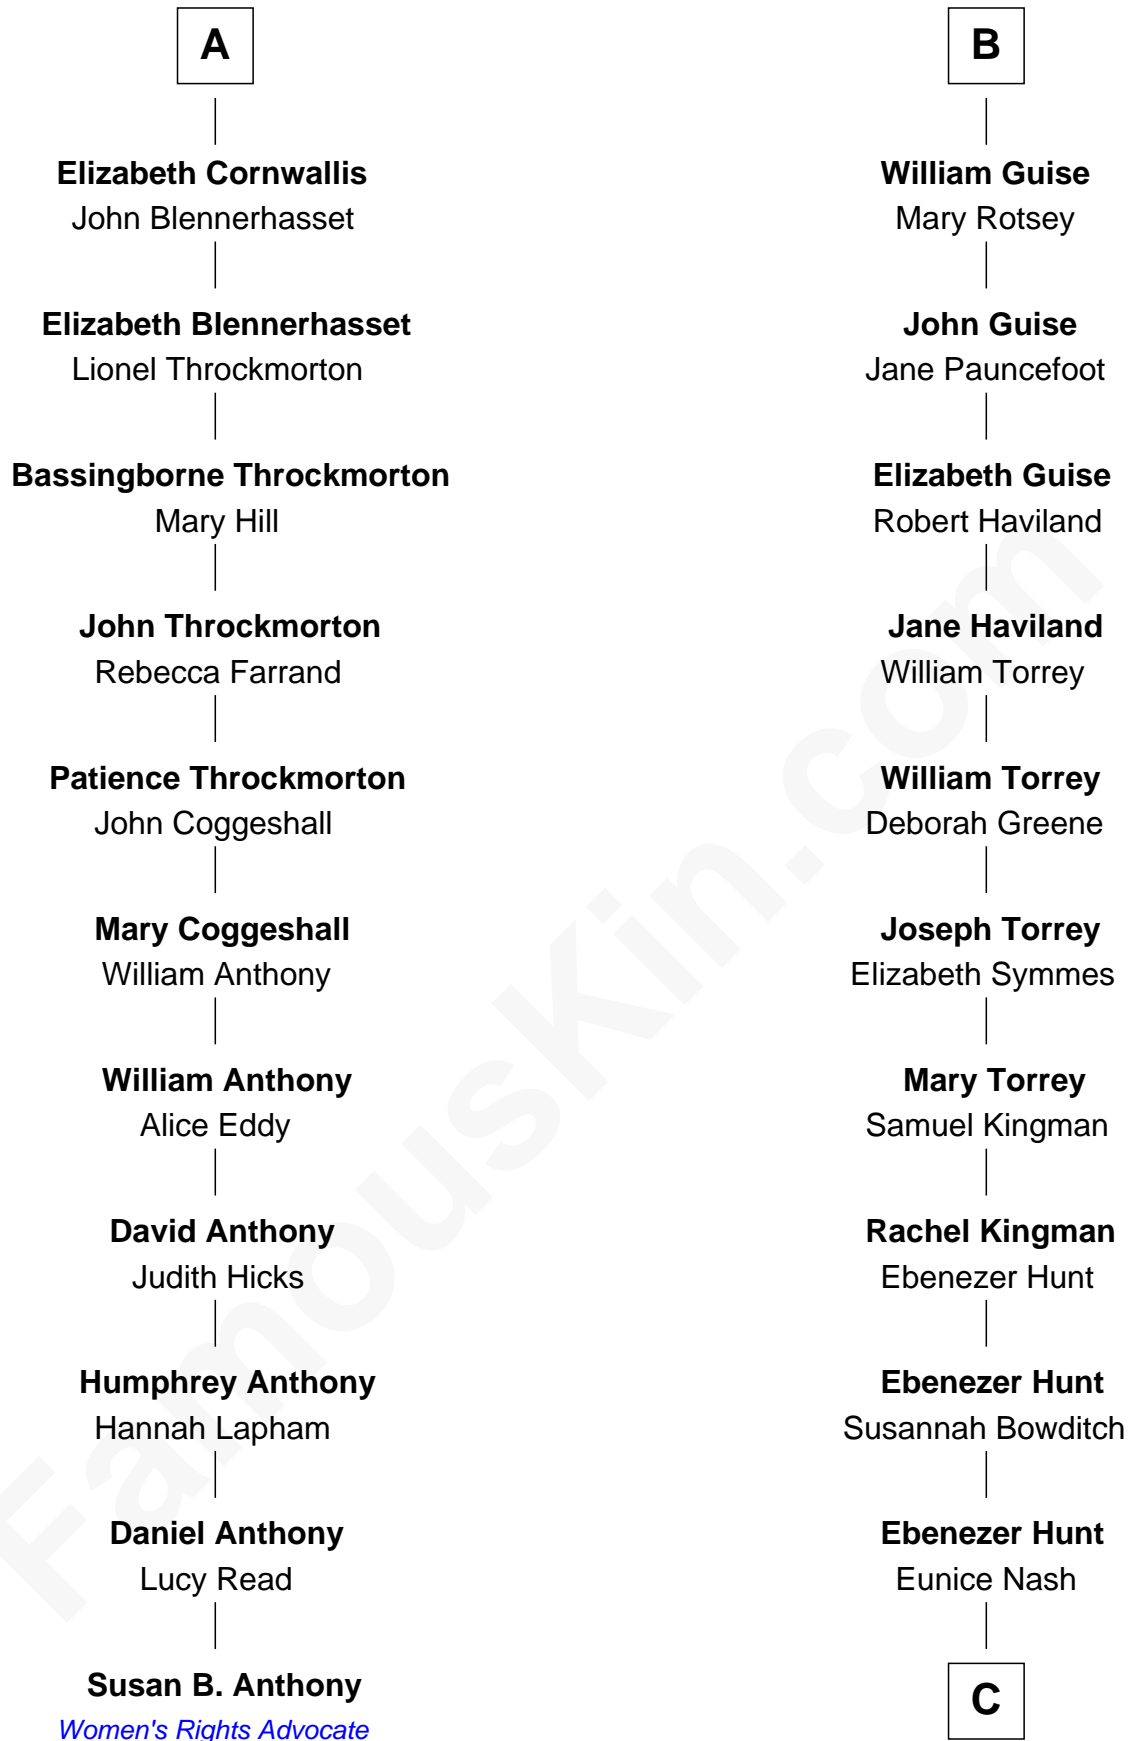 A
Elizabeth Cornwallis
John Blennerhasset
Elizabeth Blennerhasset
Lionel Throckmorton
Bassingborne Throckmorton
Mary Hill
John Throckmorton
Rebecca Farrand
Patience Throckmorton
John Coggeshall
Mary Coggeshall
William Anthony
William Anthony
Alice Eddy
David Anthony
Judith Hicks
Humphrey Anthony
Hannah Lapham
Daniel Anthony
Lucy Read
Susan B. Anthony
Women's Rights Advocate
B
William Guise
Mary Rotsey
John Guise
Jane Pauncefoot
Elizabeth Guise
Robert Haviland
Jane Haviland
William Torrey
William Torrey
Deborah Greene
Joseph Torrey
Elizabeth Symmes
Mary Torrey
Samuel Kingman
Rachel Kingman
Ebenezer Hunt
Ebenezer Hunt
Susannah Bowditch
Ebenezer Hunt
Eunice Nash
C
FamousKin.com